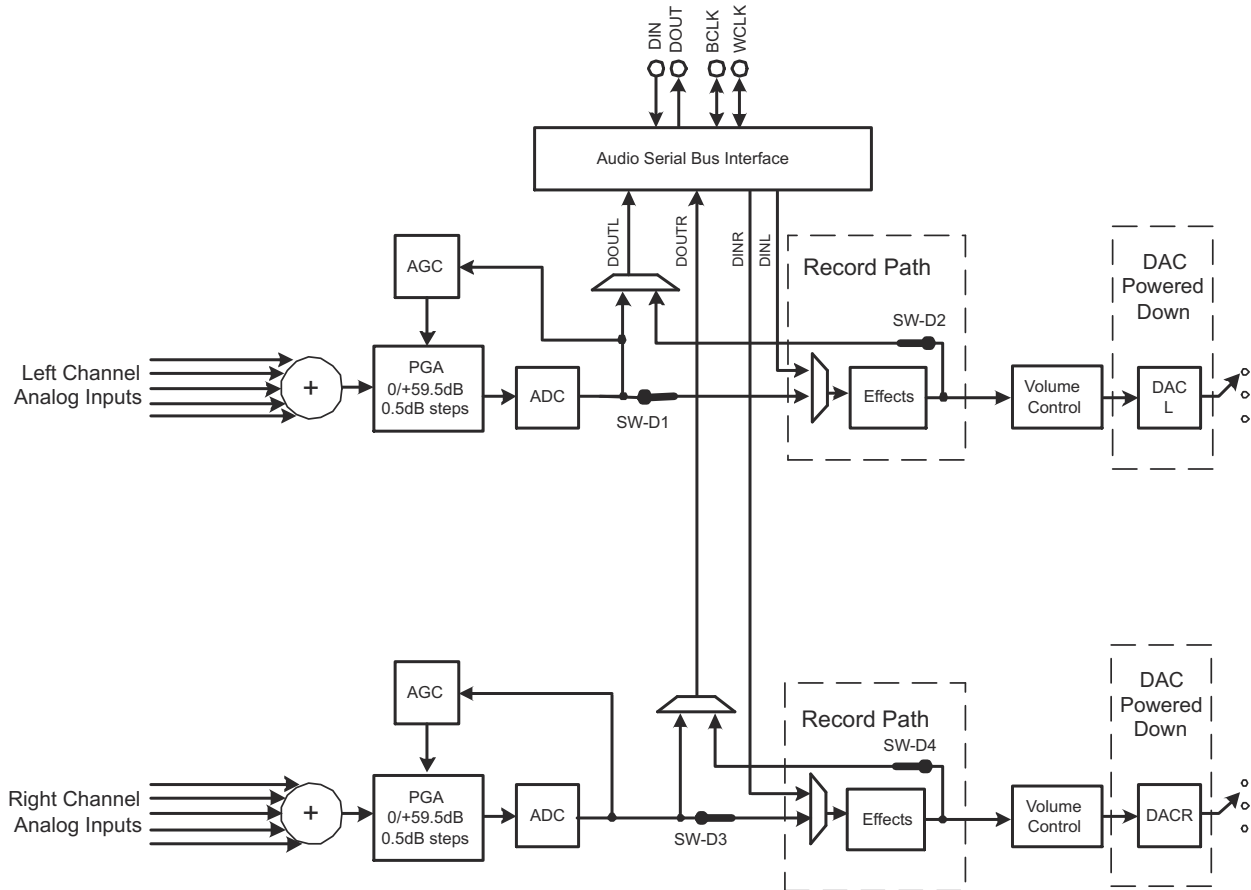 DIN
DOUT
BCLK
WCLK
Audio Serial Bus Interface
DOUTL
DOUTR
DINR
DINL
AGC
Record Path
DAC
Powered
Down
SW-D2
Left Channel
Analog Inputs
+
PGA
0/+59.5dB
0.5dB steps
ADC
SW-D1
Effects
Volume
Control
DAC
L
AGC
Record Path
DAC
Powered
Down
SW-D4
Right Channel
Analog Inputs
+
PGA
0/+59.5dB
0.5dB steps
ADC
SW-D3
Effects
Volume
Control
DACR